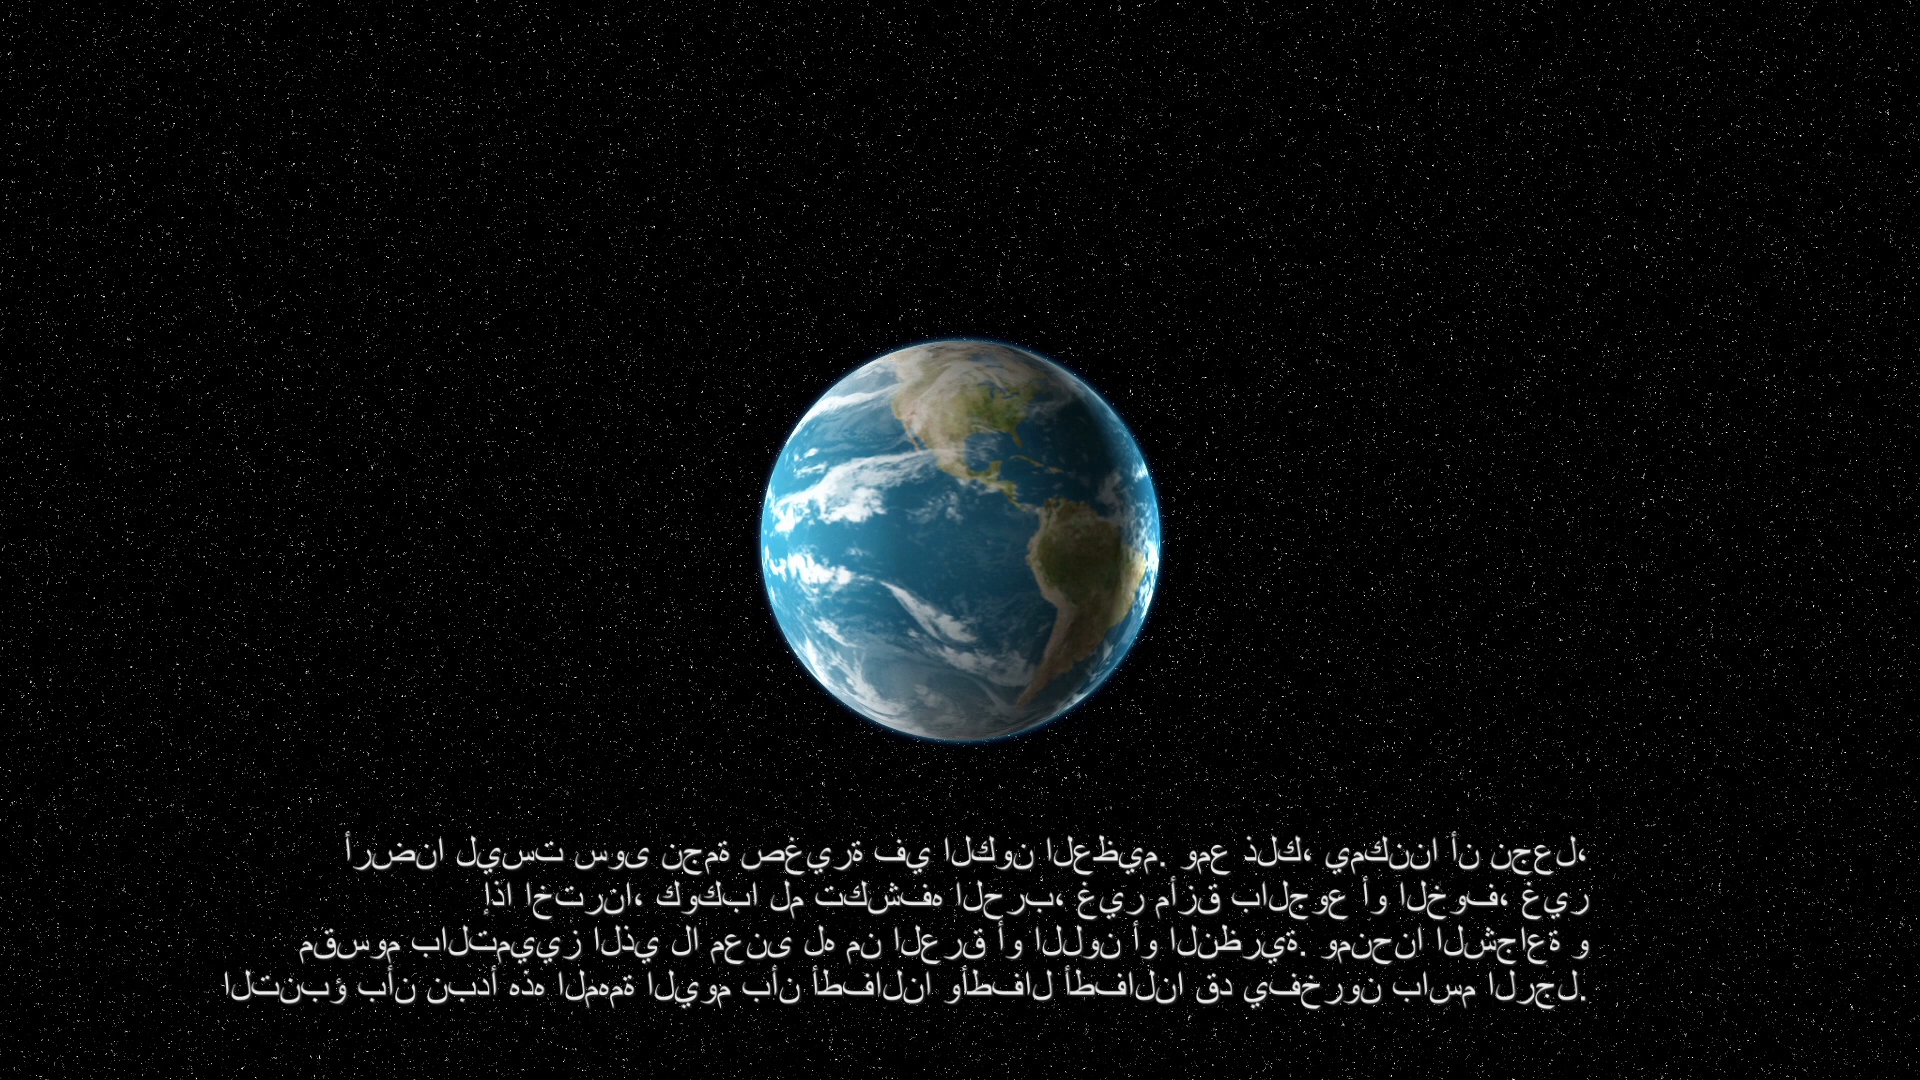 أرضنا ليست سوى نجمة صغيرة في الكون العظيم. ومع ذلك، يمكننا أن نجعل،
إذا اخترنا، كوكبا لم تكشفه الحرب، غير مأزق بالجوع أو الخوف، غير
مقسوم بالتمييز الذي لا معنى له من العرق أو اللون أو النظرية. ومنحنا الشجاعة و
التنبؤ بأن نبدأ هذه المهمة اليوم بأن أطفالنا وأطفال أطفالنا قد يفخرون باسم الرجل.